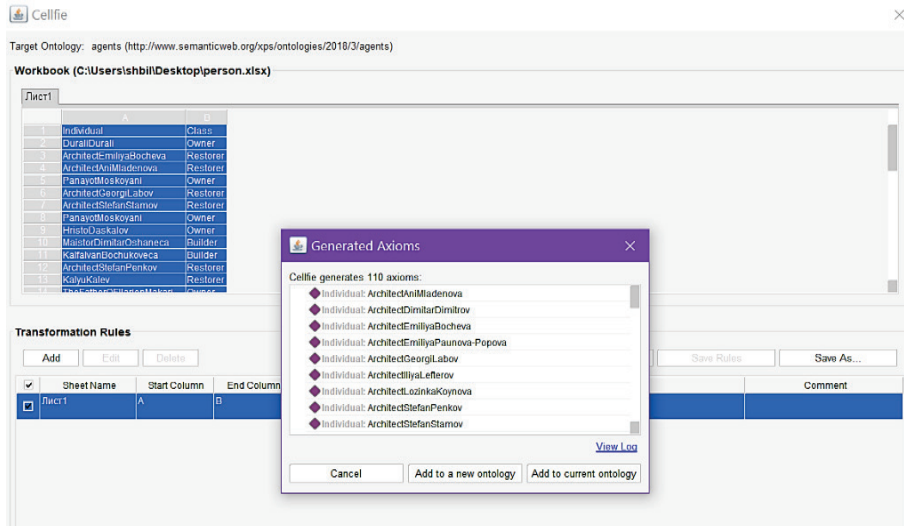 Cellfie
Target Ontology: agents (http://www.semanticweb.org/xps/ontologies/2018/3/agents)
Workbook (C:\Users\shbil\Desktop\person.xlsx)
Лист1
A B
1 Individual Class
2 DuraliDurali Owner
3 ArchitectEmiliyaBocheva Restorer
4 ArchitectAniMladenova Restorer
5 PanayotMoskoyani Owner
6 ArchitectGeorgiLabov Restorer
7 ArchitectStefanStamov Restorer
8 PanayotMoskoyani Owner
9 HristoDaskalov Owner
10 MaistorDimitarOshaneca Builder
11 KalfaIvanBochukoveca Builder
12 ArchitectStefanPenkov Restorer
13 KalyuKalev Restorer
Owner
Generated Axioms
Cellfie generates 110 axioms:
Individual: ArchitectAniMladenova
Individual: ArchitectDimitarDimitrov
Individual: ArchitectEmiliyaBocheva
Individual: ArchitectEmiliyaPaunova-Popova
Individual: ArchitectGeorgiLabov
Individual: ArchitectIliyaLefterov
Individual: ArchitectLozinkaKoynova
Individual: ArchitectStefanPenkov
Individual: ArchitectStefanStamov
View Log
Cancel Add to a new ontology Add to current ontology
Transformation Rules
Add Edit Delete Save Rules Save As...
Sheet Name Start Column End Column Comment
Лист1 A B